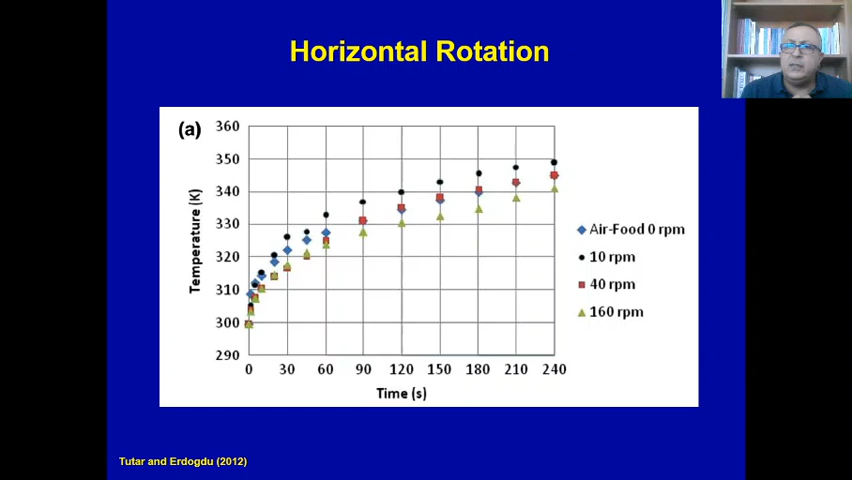 Horizontal Rotation
(a)
360
350
340
330
320
310
300
290
Temperature (K)
0 30 60 90 120 150 180 210 240
Time (s)
Air-Food 0 rpm
10 rpm
40 rpm
160 rpm
Tutar and Erdogdu (2012)